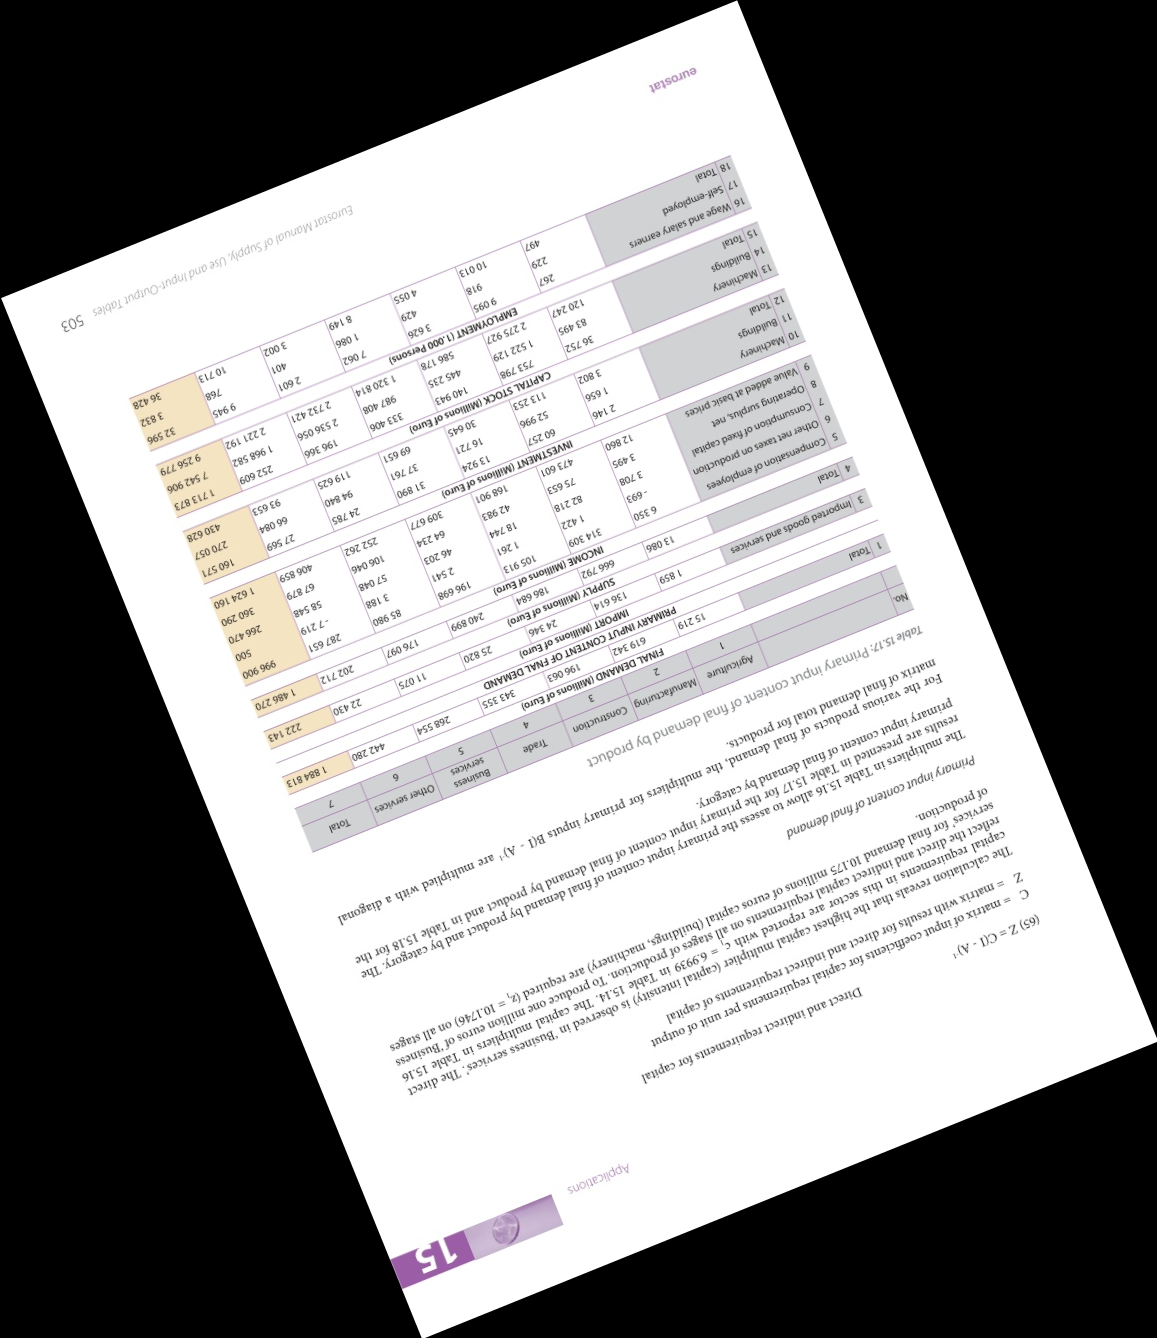 Applications
15
Direct and indirect requirements for capital
(65) Z = C(I - A)-1
C = matrix of input coefficients for capital requirements per unit of output
Z = matrix with results for direct and indirect requirements of capital
The calculation reveals that the highest capital multiplier (capital intensity) is observed in 'Business services'. The direct
capital requirements in this sector are reported with ci = 6.9939 in Table 15.14. The capital multipliers in Table 15.16
reflect the direct and indirect capital requirements on all stages of production. To produce one million euros of 'Business
services' for final demand 10.175 millions of euros capital (buildings, machinery) are required (zi = 10.1746) on all stages
of production.
Primary input content of final demand
The multipliers in Table 15.16 allow to assess the primary input content of final demand by product and by category. The
results are presented in Table 15.17 for the primary input content of final demand by product and in Table 15.18 for the
primary input content of final demand by category.
For the various products of final demand, the multipliers for primary inputs B(I - A)-1 are multiplied with a diagonal
matrix of final demand total for products.
Table 15.17: Primary input content of final demand by product
Agriculture Manufacturing Construction Trade Business services Other services Total
No. 1 2 3 4 5 6 7
FINAL DEMAND (Millions of Euro)
1 Total 15 219 619 342 196 063 343 355 268 554 442 280 1 884 813
PRIMARY INPUT CONTENT OF FNAL DEMAND
IMPORT (Millions of Euro)
3 Imported goods and services 1 859 136 614 24 346 25 820 11 075 22 430 222 143
SUPPLY (Millions of Euro)
4 Total 13 086 666 792 186 684 240 899 176 097 202 712 1 486 270
INCOME (Millions of Euro)
5 Compensation of employees 6 350 314 309 105 913 196 698 85 980 287 651 996 900
6 Other net taxes on production - 693 1 422 1 261 2 541 3 188 - 7 219 500
7 Consumption of fixed capital 3 708 82 218 18 744 46 203 57 048 58 548 266 470
8 Operating surplus, net 3 495 75 653 42 983 64 234 106 046 67 879 360 290
9 Value added at basic prices 12 860 473 601 168 901 309 677 252 262 406 859 1 624 160
INVESTMENT (Millions of Euro)
10 Machinery 2 146 60 257 13 924 31 890 24 785 27 569 160 571
11 Buildings 1 656 52 996 16 721 37 761 94 840 66 084 270 057
12 Total 3 802 113 253 30 645 69 651 119 625 93 653 430 628
CAPITAL STOCK (Millions of Euro)
13 Machinery 36 752 753 798 140 943 333 406 196 366 252 609 1 713 873
14 Buildings 83 495 1 522 129 445 235 987 408 2 536 056 1 968 582 7 542 906
15 Total 120 247 2 275 927 586 178 1 320 814 2 732 421 2 221 192 9 256 779
EMPLOYMENT (1.000 Persons)
16 Wage and salary earners 267 9 095 3 626 7 062 2 601 9 945 32 596
17 Self-employed 229 918 429 1 086 401 768 3 832
18 Total 497 10 013 4 055 8 149 3 002 10 713 36 428
eurostat
Eurostat Manual of Supply, Use and Input-Output Tables 503